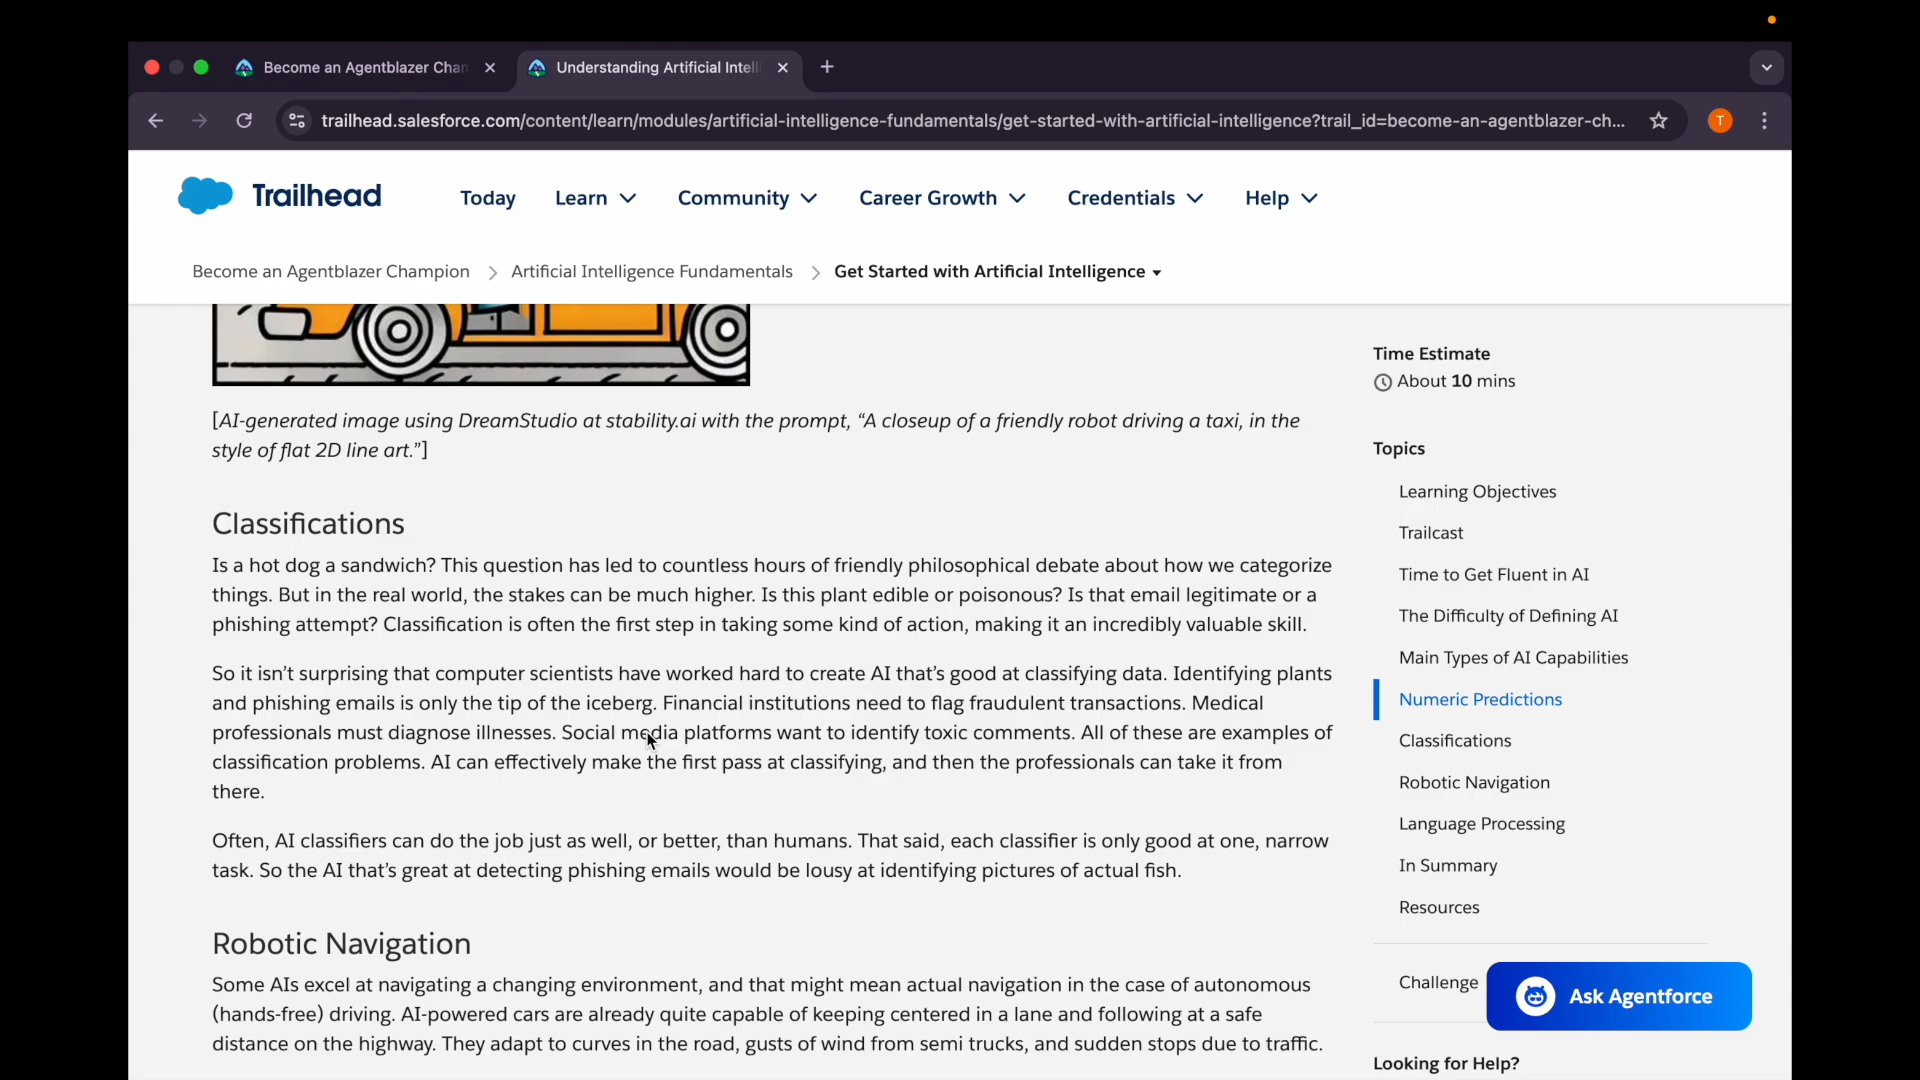 Become an Agentblazer Chan
Understanding Artificial Intell
trailhead.salesforce.com/content/learn/modules/artificial-intelligence-fundamentals/get-started-with-artificial-intelligence?trail_id=become-an-agentblazer-ch...
T
Trailhead
Today
Learn
Community
Career Growth
Credentials
Help
Become an Agentblazer Champion
Artificial Intelligence Fundamentals
Get Started with Artificial Intelligence
[AI-generated image using DreamStudio at stability.ai with the prompt, “A closeup of a friendly robot driving a taxi, in the
style of flat 2D line art.”]
Classifications
Is a hot dog a sandwich? This question has led to countless hours of friendly philosophical debate about how we categorize
things. But in the real world, the stakes can be much higher. Is this plant edible or poisonous? Is that email legitimate or a
phishing attempt? Classification is often the first step in taking some kind of action, making it an incredibly valuable skill.
So it isn’t surprising that computer scientists have worked hard to create AI that’s good at classifying data. Identifying plants
and phishing emails is only the tip of the iceberg. Financial institutions need to flag fraudulent transactions. Medical
professionals must diagnose illnesses. Social media platforms want to identify toxic comments. All of these are examples of
classification problems. AI can effectively make the first pass at classifying, and then the professionals can take it from
there.
Often, AI classifiers can do the job just as well, or better, than humans. That said, each classifier is only good at one, narrow
task. So the AI that’s great at detecting phishing emails would be lousy at identifying pictures of actual fish.
Robotic Navigation
Some AIs excel at navigating a changing environment, and that might mean actual navigation in the case of autonomous
(hands-free) driving. AI-powered cars are already quite capable of keeping centered in a lane and following at a safe
distance on the highway. They adapt to curves in the road, gusts of wind from semi trucks, and sudden stops due to traffic.
Time Estimate
About 10 mins
Topics
Learning Objectives
Trailcast
Time to Get Fluent in AI
The Difficulty of Defining AI
Main Types of AI Capabilities
Numeric Predictions
Classifications
Robotic Navigation
Language Processing
In Summary
Resources
Challenge
Ask Agentforce
Looking for Help?